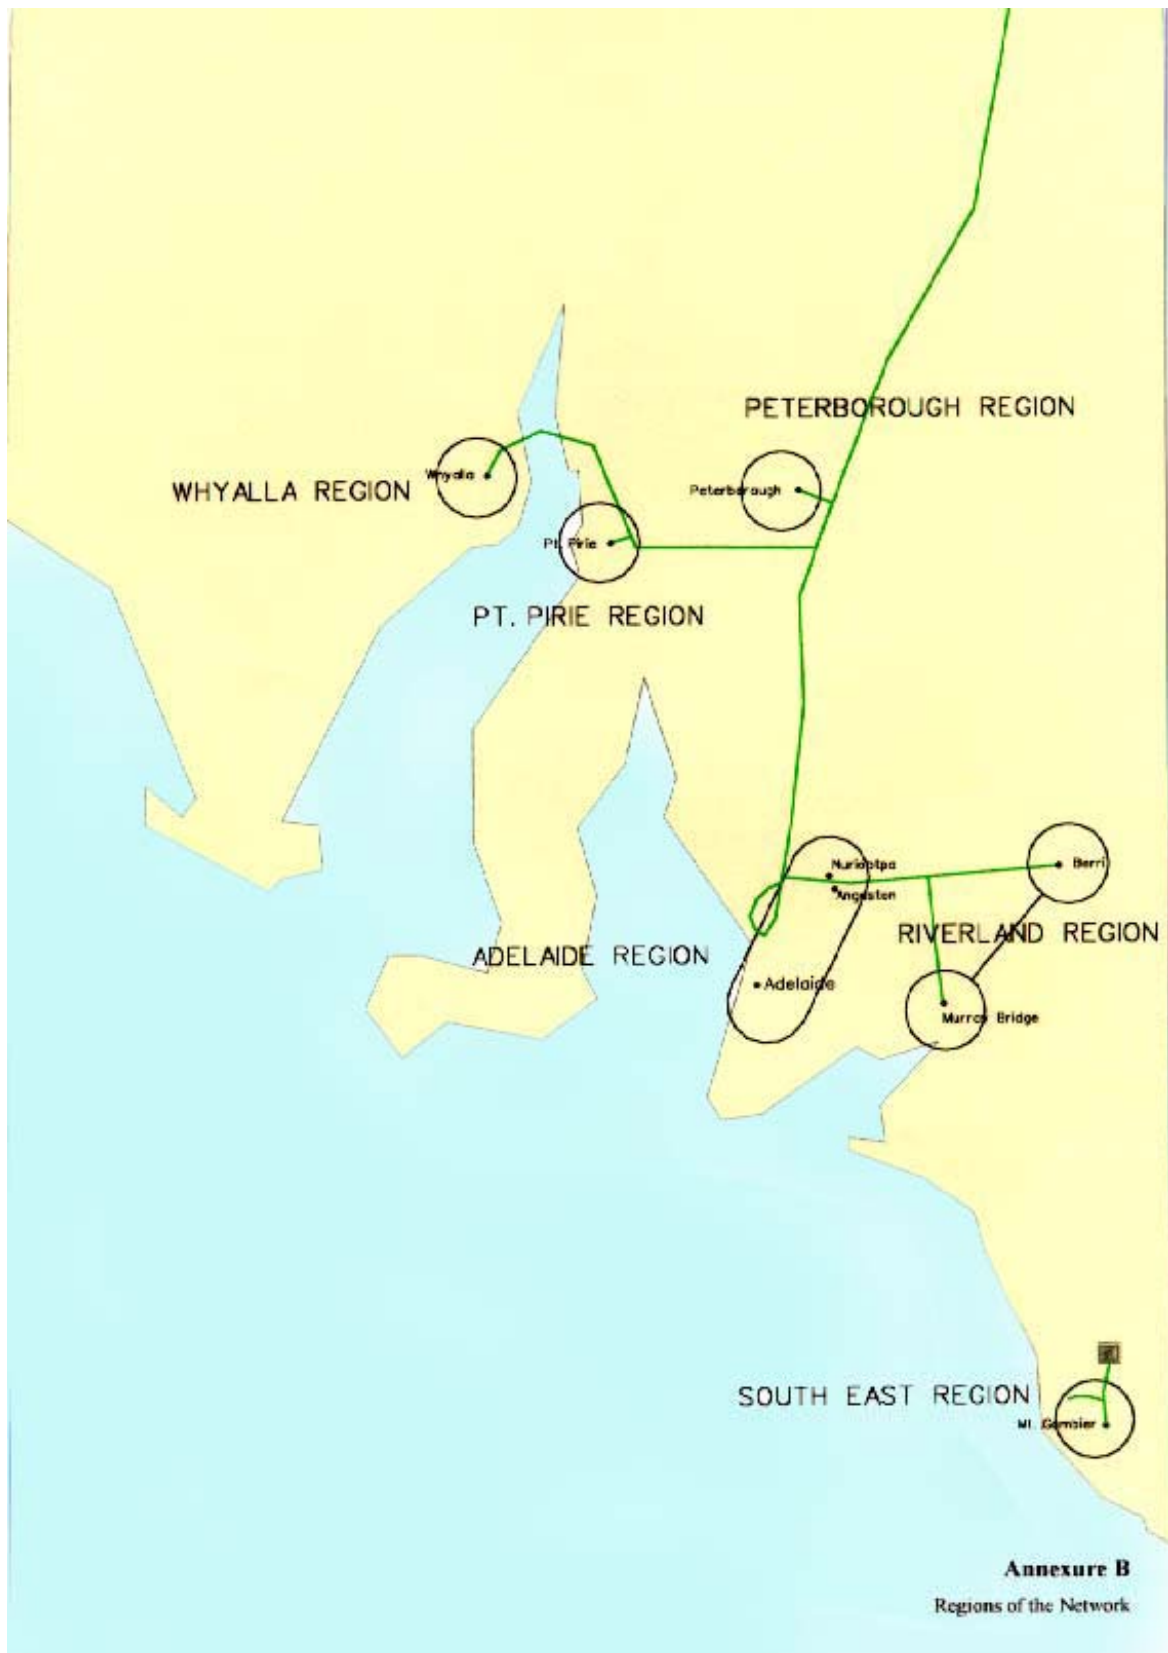 PETERBOROUGH REGION
Whyalla
WHYALLA REGION
Peterborough
Pt. Pirie
PT. PIRIE REGION
Nuriootpa
Berri
Angaston
RIVERLAND REGION
ADELAIDE REGION
Adelaide
Murray Bridge
SOUTH EAST REGION
Mt. Gambier
Annexure B
Regions of the Network